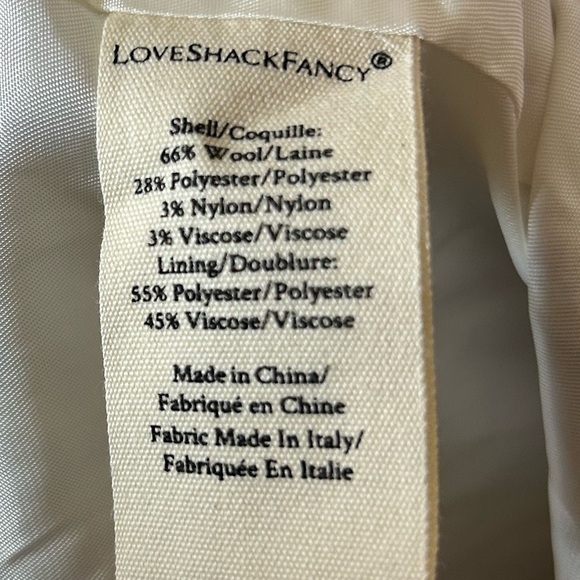 LOVESHACKFANCY®
Shell/Coquille:
66% Wool/Laine
28% Polyester/Polyester
3% Nylon/Nylon
3% Viscose/Viscose
Lining/Doublure:
55% Polyester/Polyester
45% Viscose/Viscose
Made in China/
Fabriqué en Chine
Fabric Made In Italy/
Fabriquée En Italie